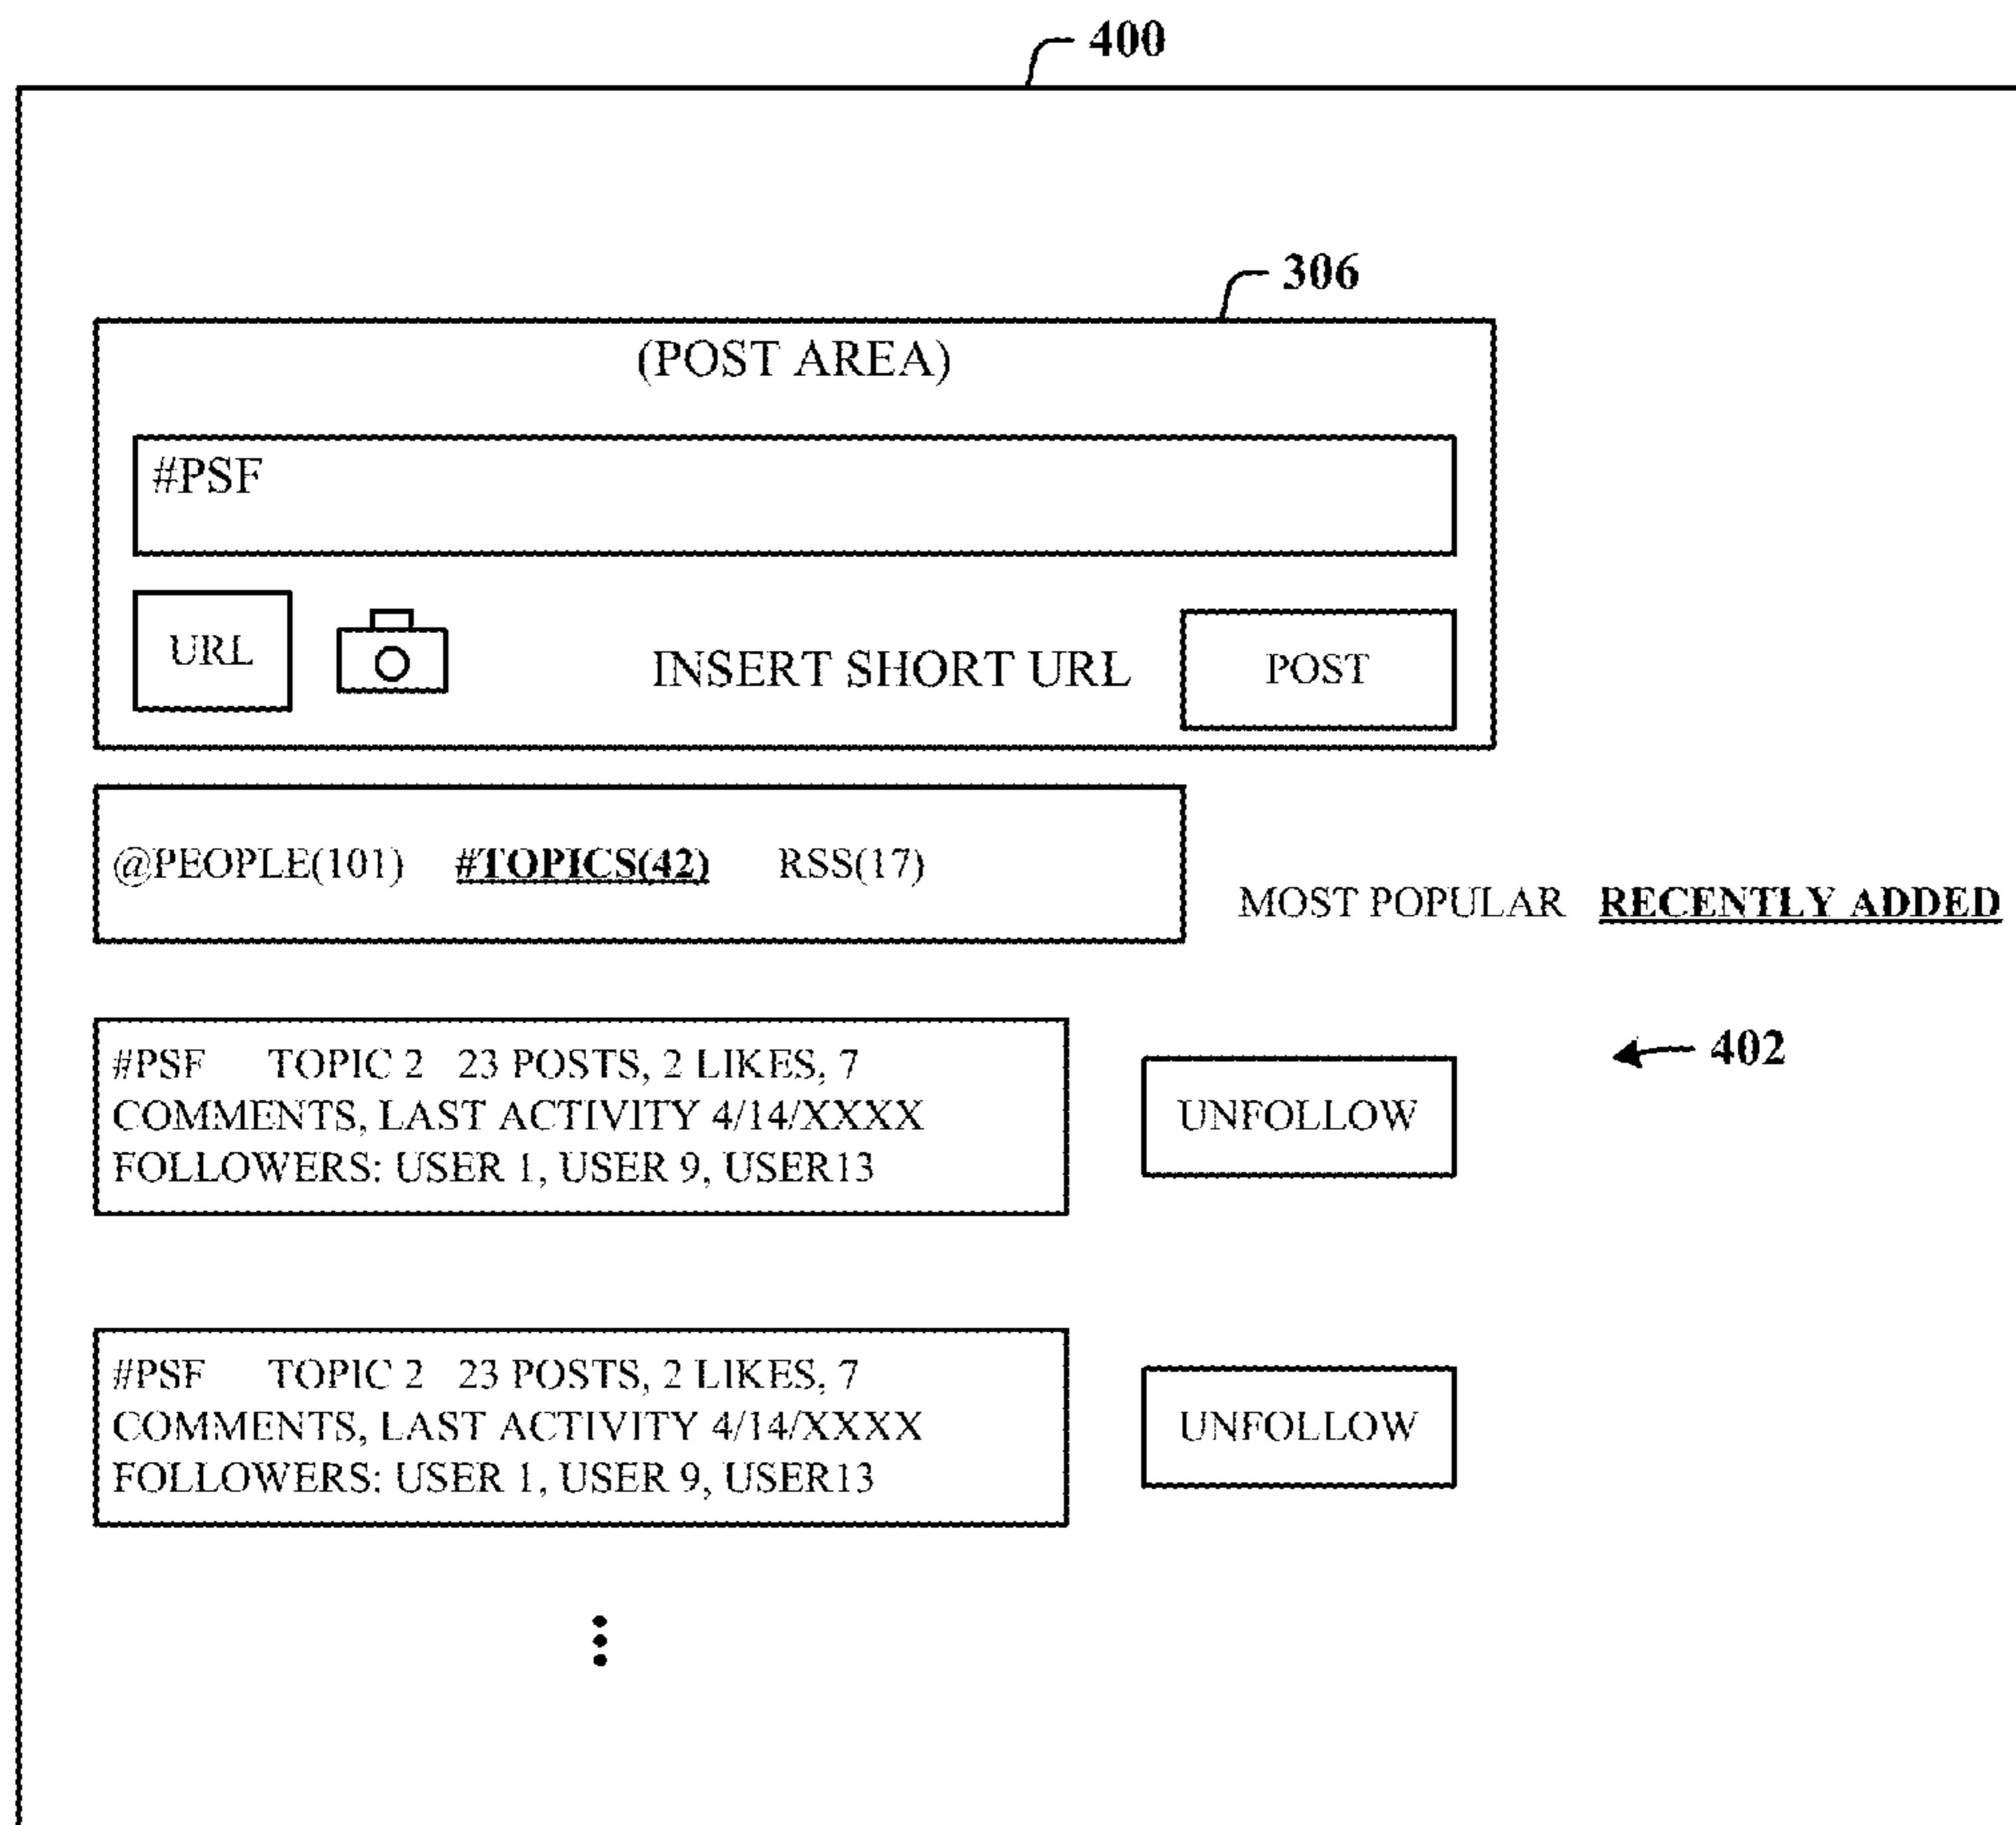 400
306
(POST AREA)
#PSF
URL
INSERT SHORT URL
POST
@PEOPLE(101) #TOPICS(42) RSS(17)
MOST POPULAR RECENTLY ADDED
402
#PSF TOPIC 2 23 POSTS, 2 LIKES, 7
COMMENTS, LAST ACTIVITY 4/14/XXXX
FOLLOWERS: USER 1, USER 9, USER13
UNFOLLOW
#PSF TOPIC 2 23 POSTS, 2 LIKES, 7
COMMENTS, LAST ACTIVITY 4/14/XXXX
FOLLOWERS: USER 1, USER 9, USER13
UNFOLLOW